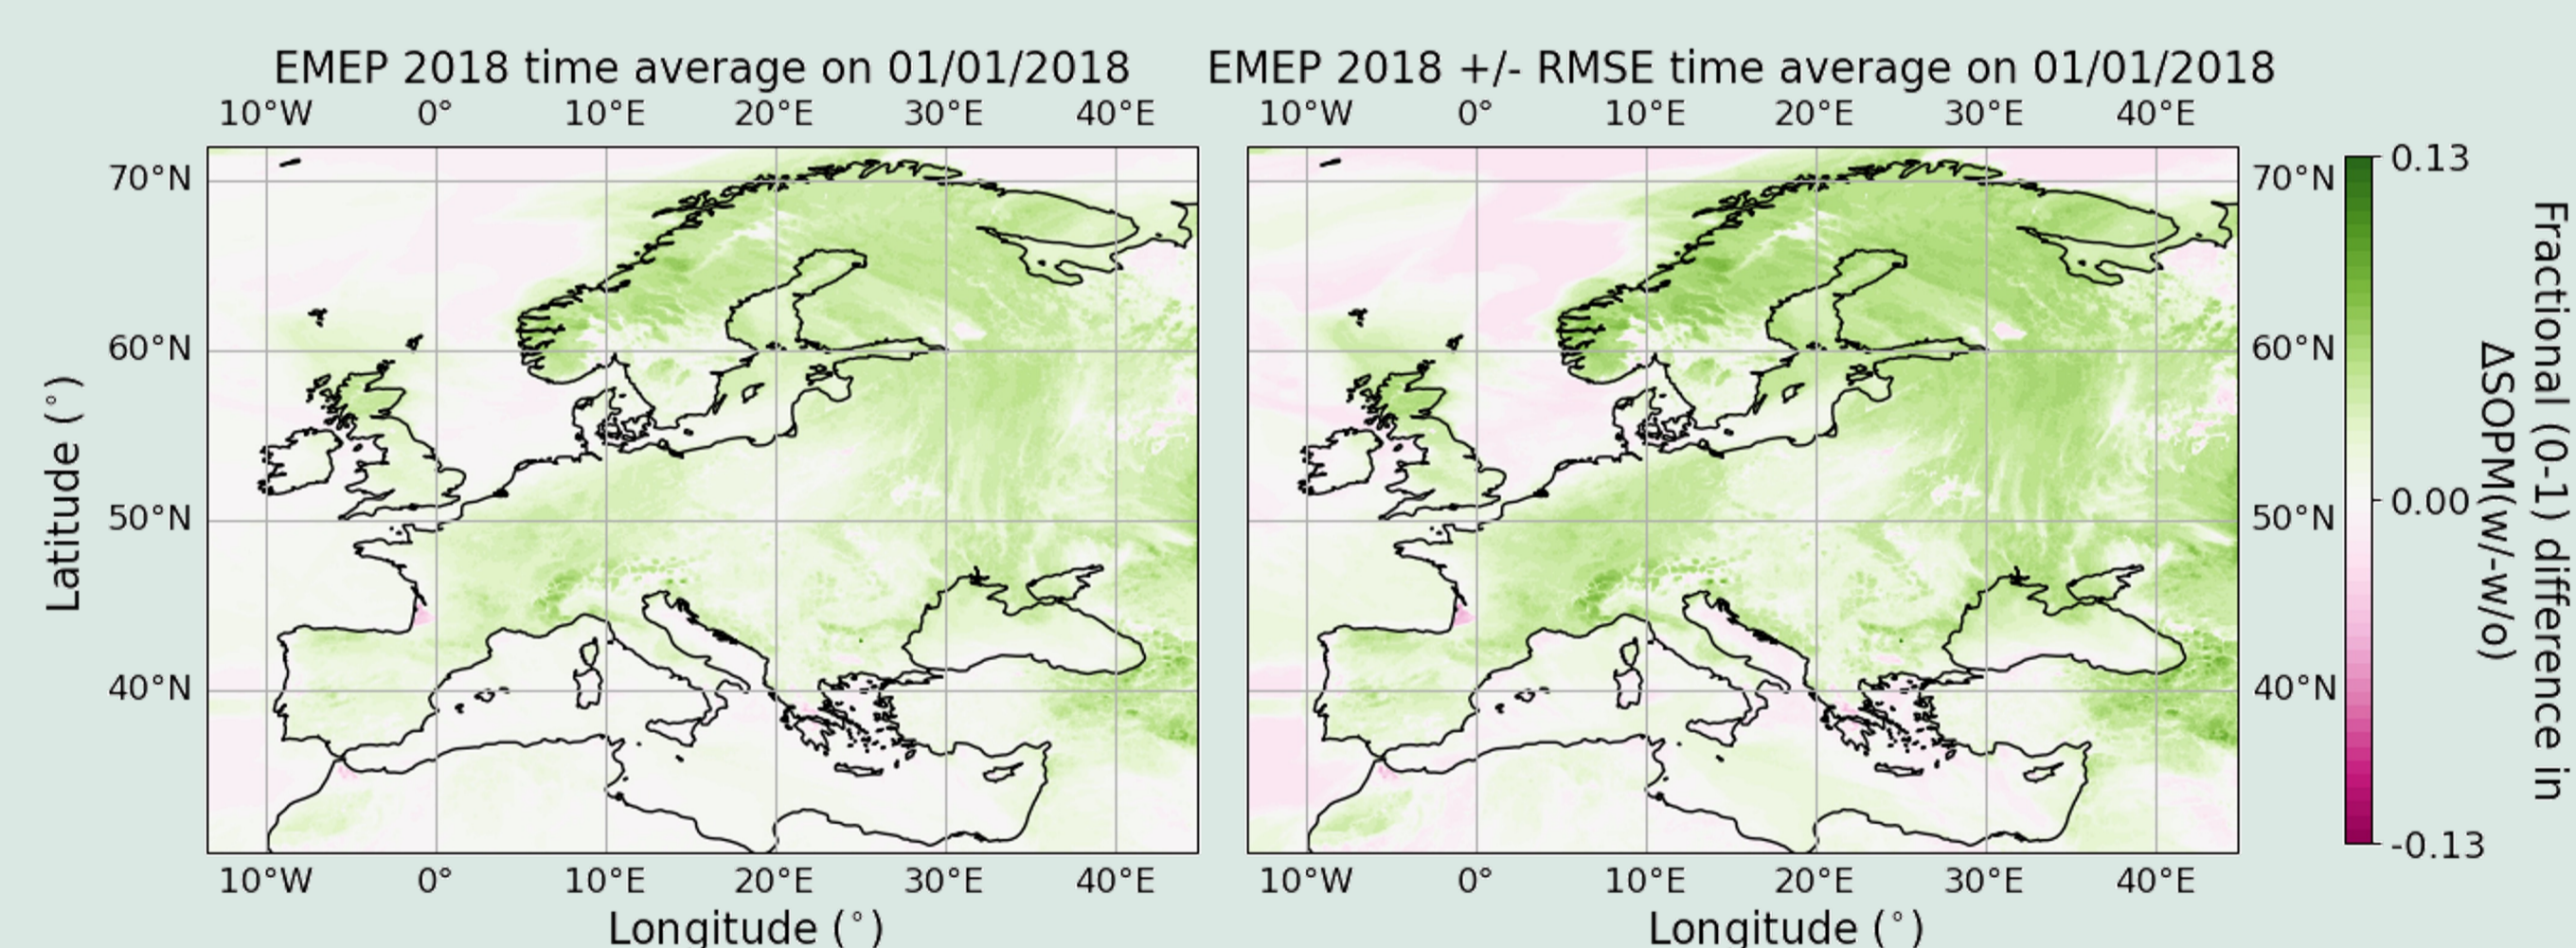 EMEP 2018 time average on 01/01/2018
10°W 0° 10°E 20°E 30°E 40°E
70°N
60°N
50°N
40°N
Latitude (°)
10°W 0° 10°E 20°E 30°E 40°E
Longitude (°)
EMEP 2018 +/- RMSE time average on 01/01/2018
10°W 0° 10°E 20°E 30°E 40°E
70°N
60°N
50°N
40°N
10°W 0° 10°E 20°E 30°E 40°E
Longitude (°)
0.13
0.00
-0.13
Fractional (0-1) difference in
ΔSOPM(w/-w/o)